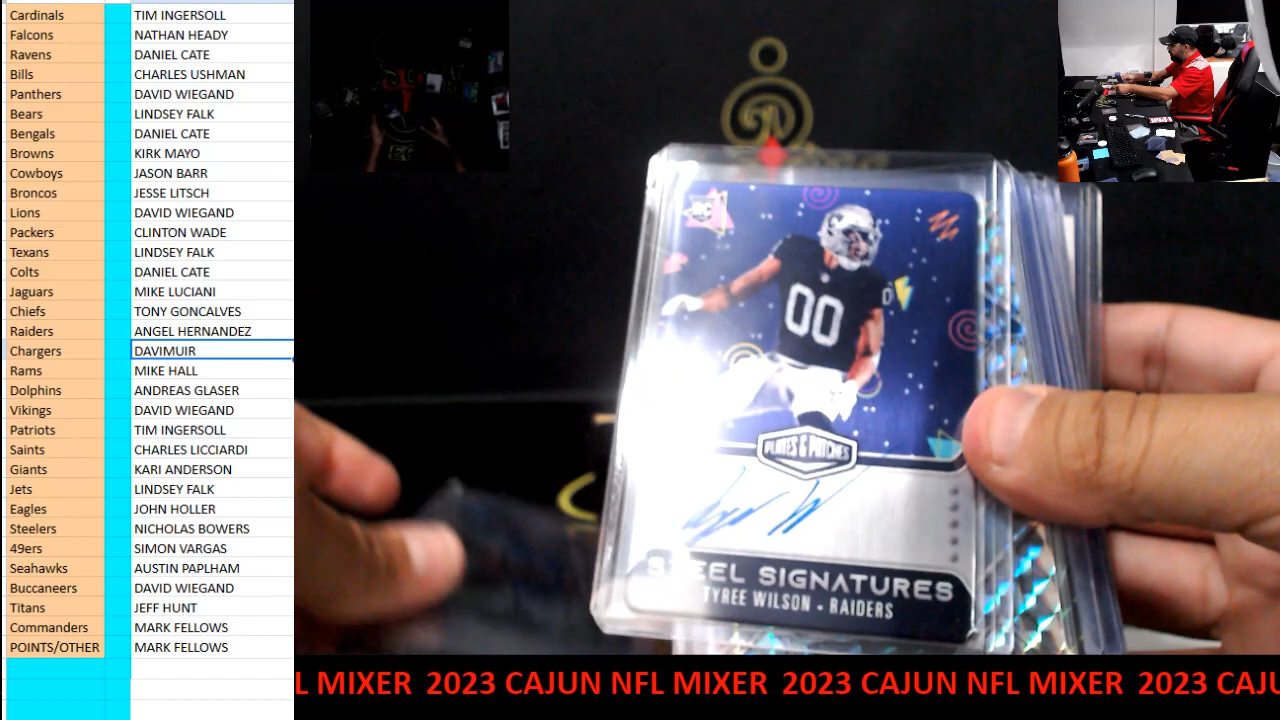 Cardinals TIM INGERSOLL
Falcons NATHAN HEADY
Ravens DANIEL CATE
Bills CHARLES USHMAN
Panthers DAVID WIEGAND
Bears LINDSEY FALK
Bengals DANIEL CATE
Browns KIRK MAYO
Cowboys JASON BARR
Broncos JESSE LITSCH
Lions DAVID WIEGAND
Packers CLINTON WADE
Texans LINDSEY FALK
Colts DANIEL CATE
Jaguars MIKE LUCIANI
Chiefs TONY GONCALVES
Raiders ANGEL HERNANDEZ
Chargers DAVIMUIR
Rams MIKE HALL
Dolphins ANDREAS GLASER
Vikings DAVID WIEGAND
Patriots TIM INGERSOLL
Saints CHARLES LICCIARDI
Giants KARI ANDERSON
Jets LINDSEY FALK
Eagles JOHN HOLLER
Steelers NICHOLAS BOWERS
49ers SIMON VARGAS
Seahawks AUSTIN PAPLHAM
Buccaneers DAVID WIEGAND
Titans JEFF HUNT
Commanders MARK FELLOWS
POINTS/OTHER MARK FELLOWS
RC
00
PLATES & PATCHES
STEEL SIGNATURES
TYREE WILSON • RAIDERS
L MIXER 2023 CAJUN NFL MIXER 2023 CAJUN NFL MIXER 2023 CAJU